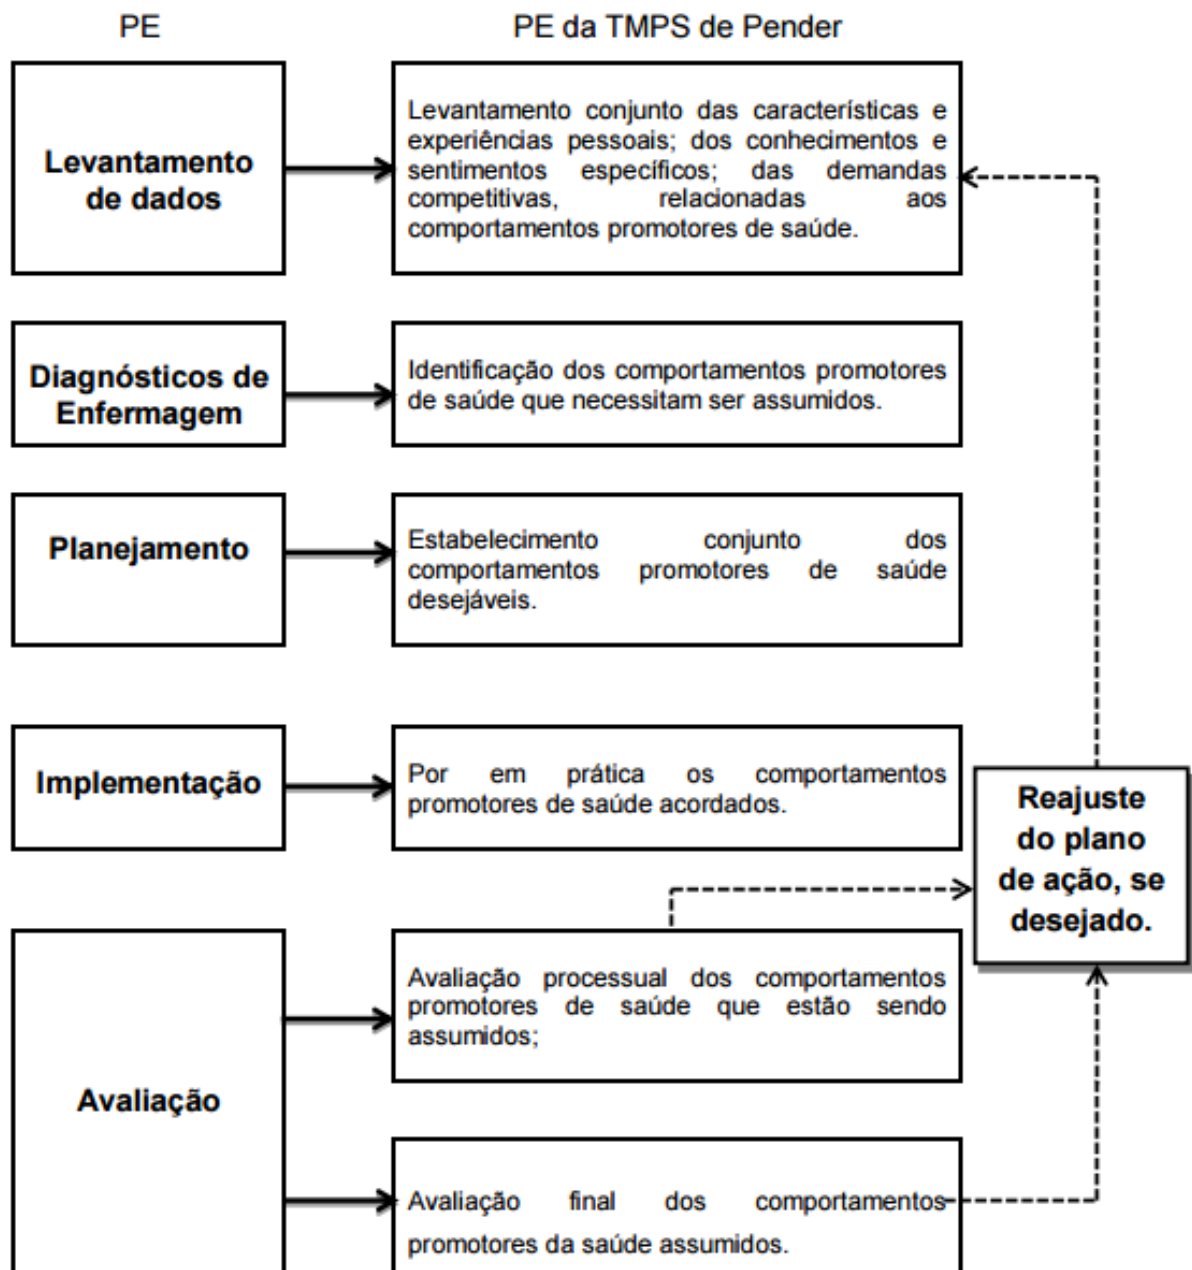 PE
PE da TMPS de Pender
Levantamento
de dados
Levantamento conjunto das características e
experiências pessoais; dos conhecimentos e
sentimentos específicos; das demandas
competitivas, relacionadas aos
comportamentos promotores de saúde.
Diagnósticos de
Enfermagem
Identificação dos comportamentos promotores
de saúde que necessitam ser assumidos.
Planejamento
Estabelecimento conjunto dos
comportamentos promotores de saúde
desejáveis.
Implementação
Por em prática os comportamentos
promotores de saúde acordados.
Reajuste
do plano
de ação, se
desejado.
Avaliação
Avaliação processual dos comportamentos
promotores de saúde que estão sendo
assumidos;
Avaliação final dos comportamentos
promotores da saúde assumidos.